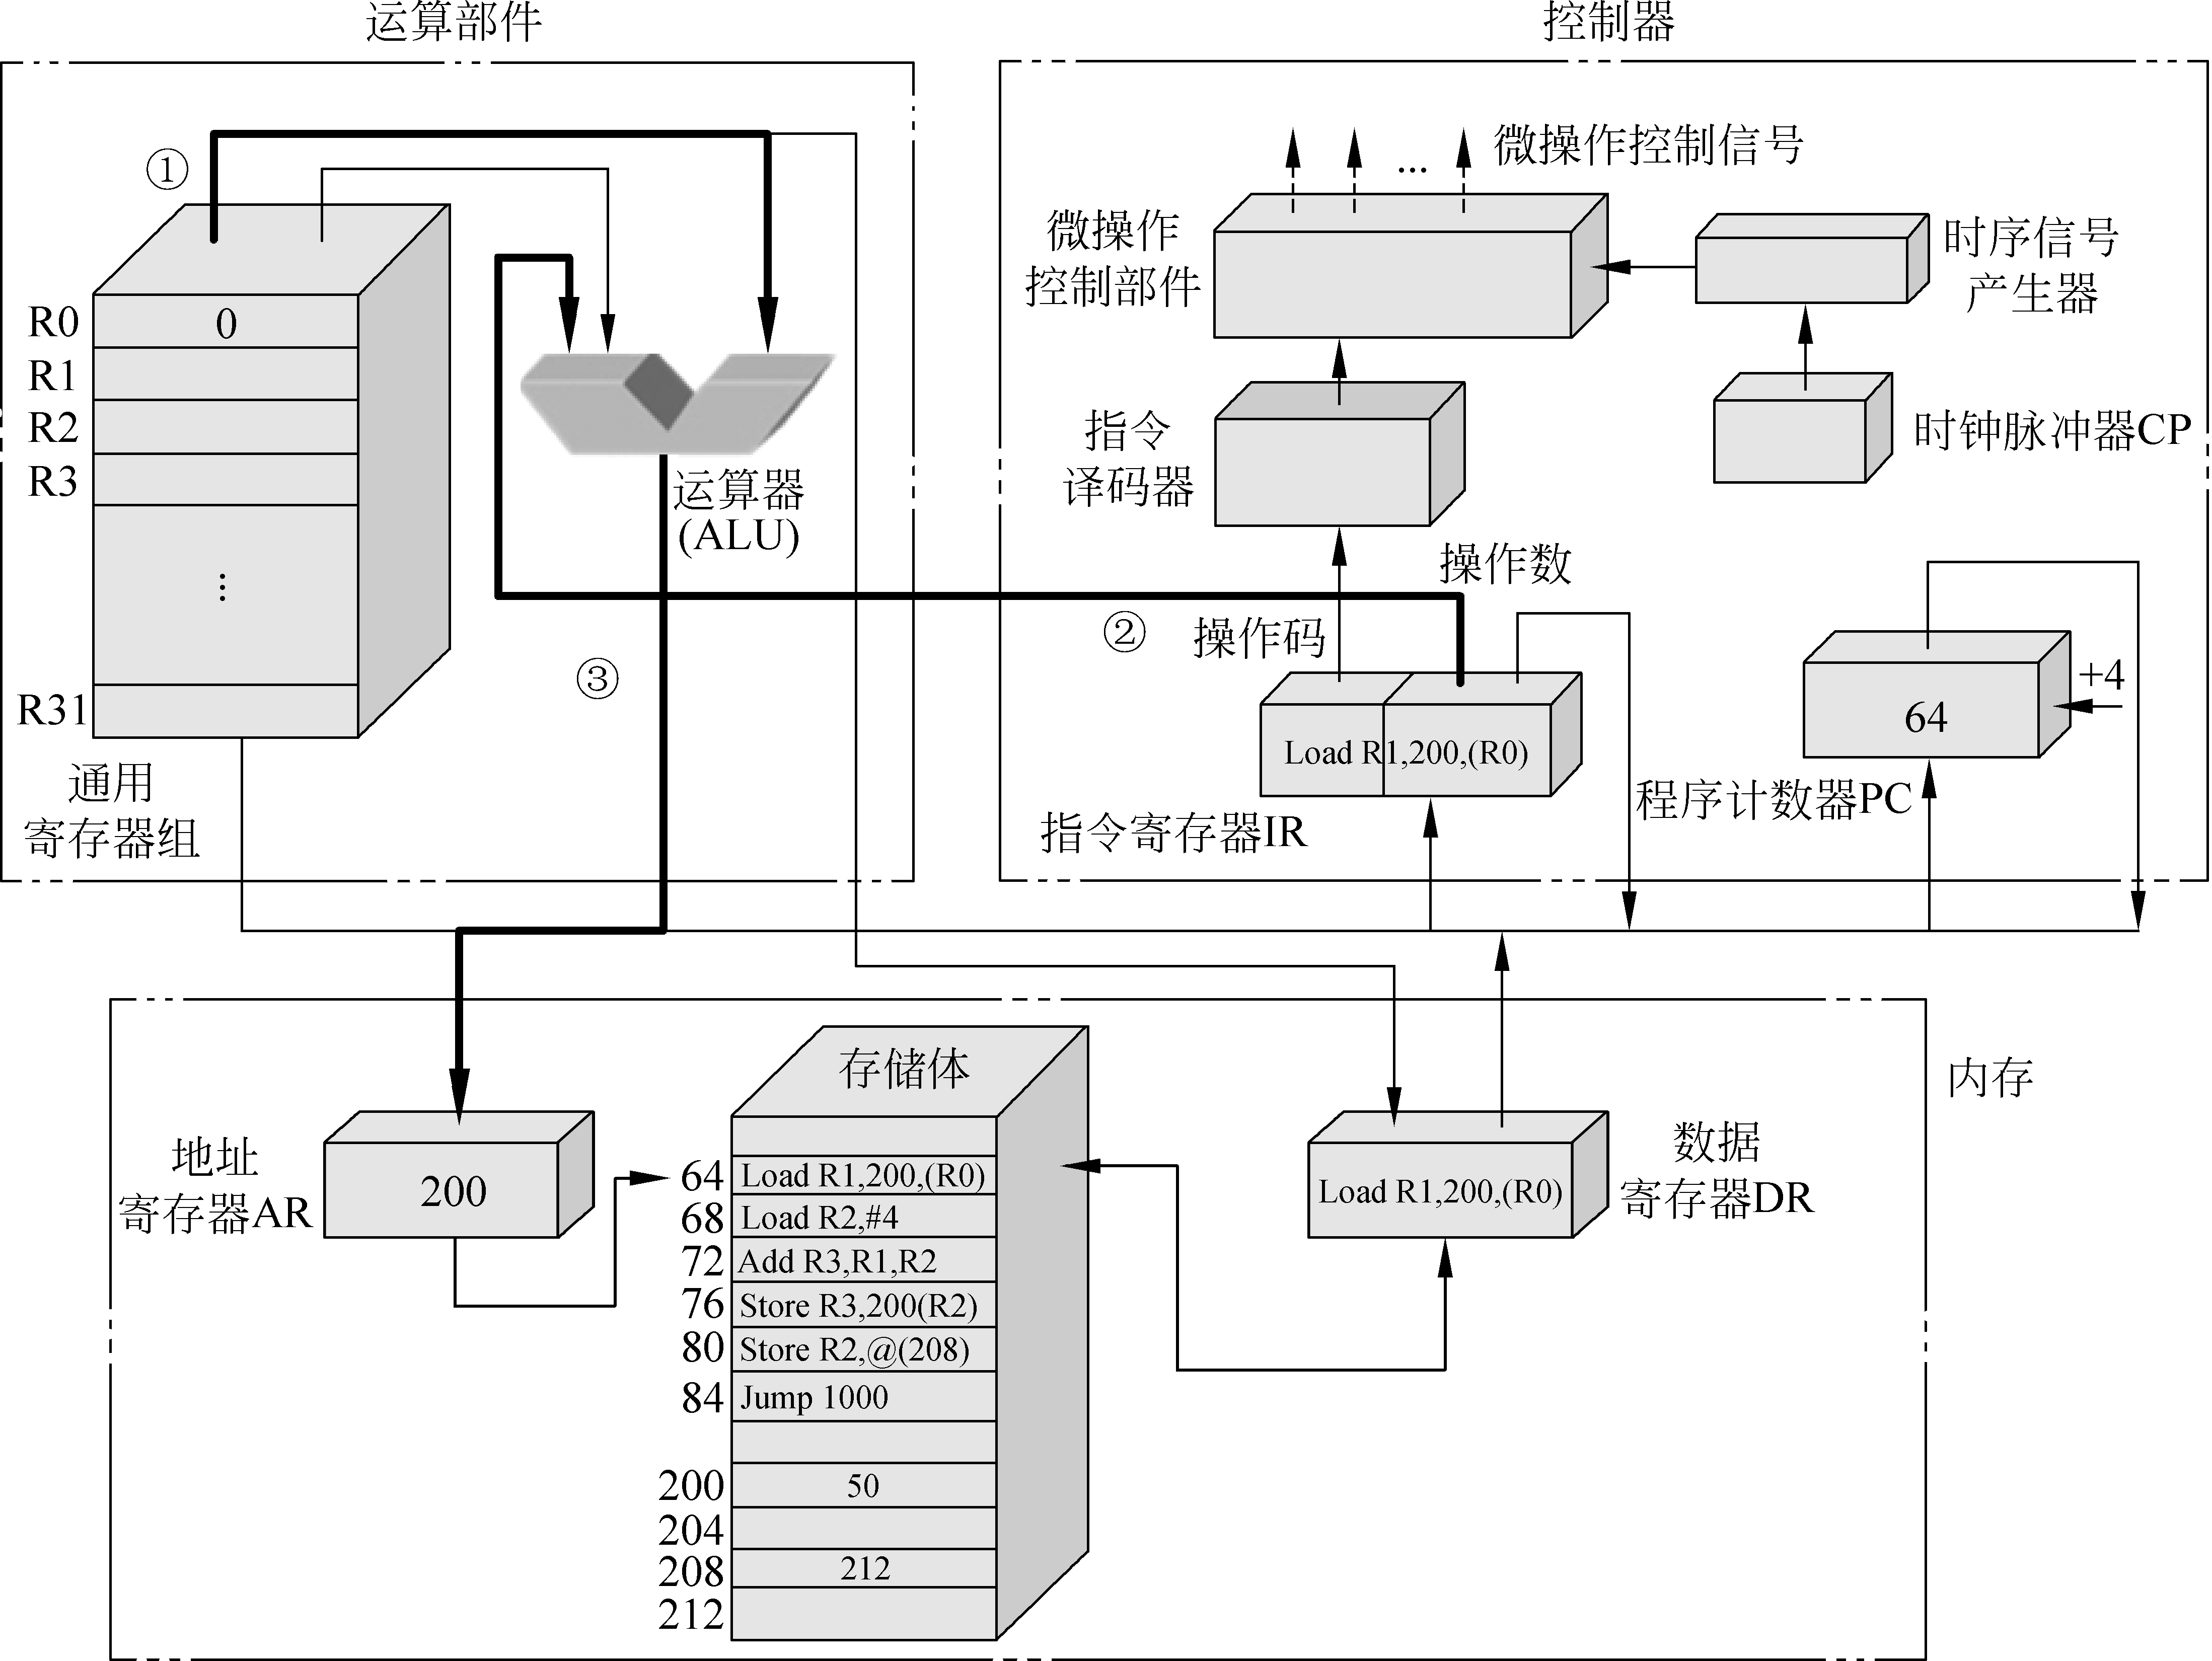 运算部件
控制器
①
微操作控制信号
...
微操作
控制部件
时序信号
产生器
R0
0
R1
R2
R3
⋮
R31
运算器
(ALU)
指令
译码器
时钟脉冲器CP
操作数
②
操作码
③
+4
64
Load R1,200,(R0)
通用
寄存器组
指令寄存器IR
程序计数器PC
存储体
内存
地址
寄存器AR
200
数据
寄存器DR
Load R1,200,(R0)
64 Load R1,200,(R0)
68 Load R2,#4
72 Add R3,R1,R2
76 Store R3,200(R2)
80 Store R2,@(208)
84 Jump 1000
200 50
204
208 212
212